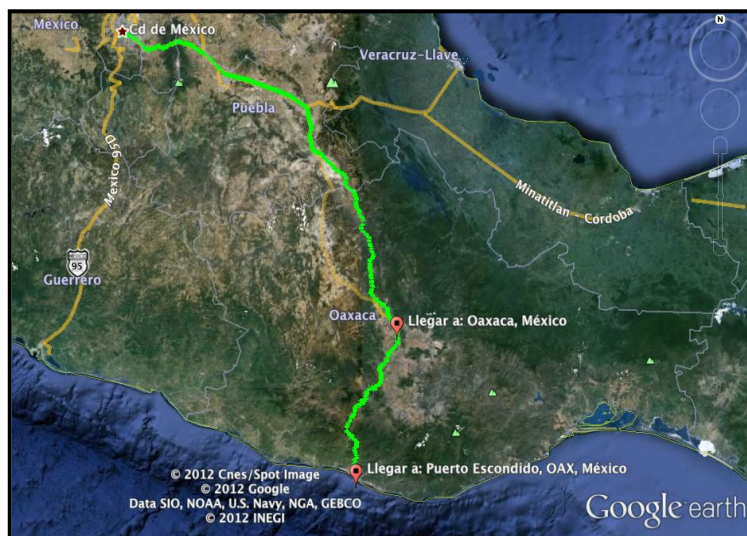 N
México
Cd de México
Veracruz-Llave
Puebla
Mexico 95D
Minatitlan - Cordoba
95
Guerrero
Oaxaca
Llegar a: Oaxaca, México
Llegar a: Puerto Escondido, OAX, México
© 2012 Cnes/Spot Image
© 2012 Google
Data SIO, NOAA, U.S. Navy, NGA, GEBCO
© 2012 INEGI
Google earth